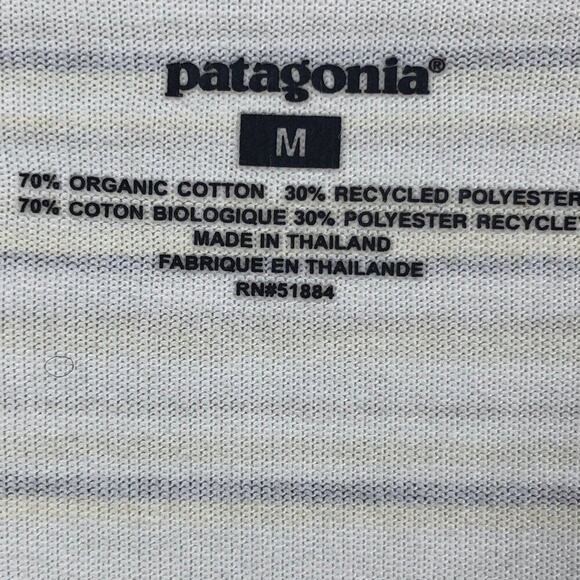 patagonia®
M
70% ORGANIC COTTON 30% RECYCLED POLYESTER
70% COTON BIOLOGIQUE 30% POLYESTER RECYCLE
MADE IN THAILAND
FABRIQUE EN THAILANDE
RN#51884